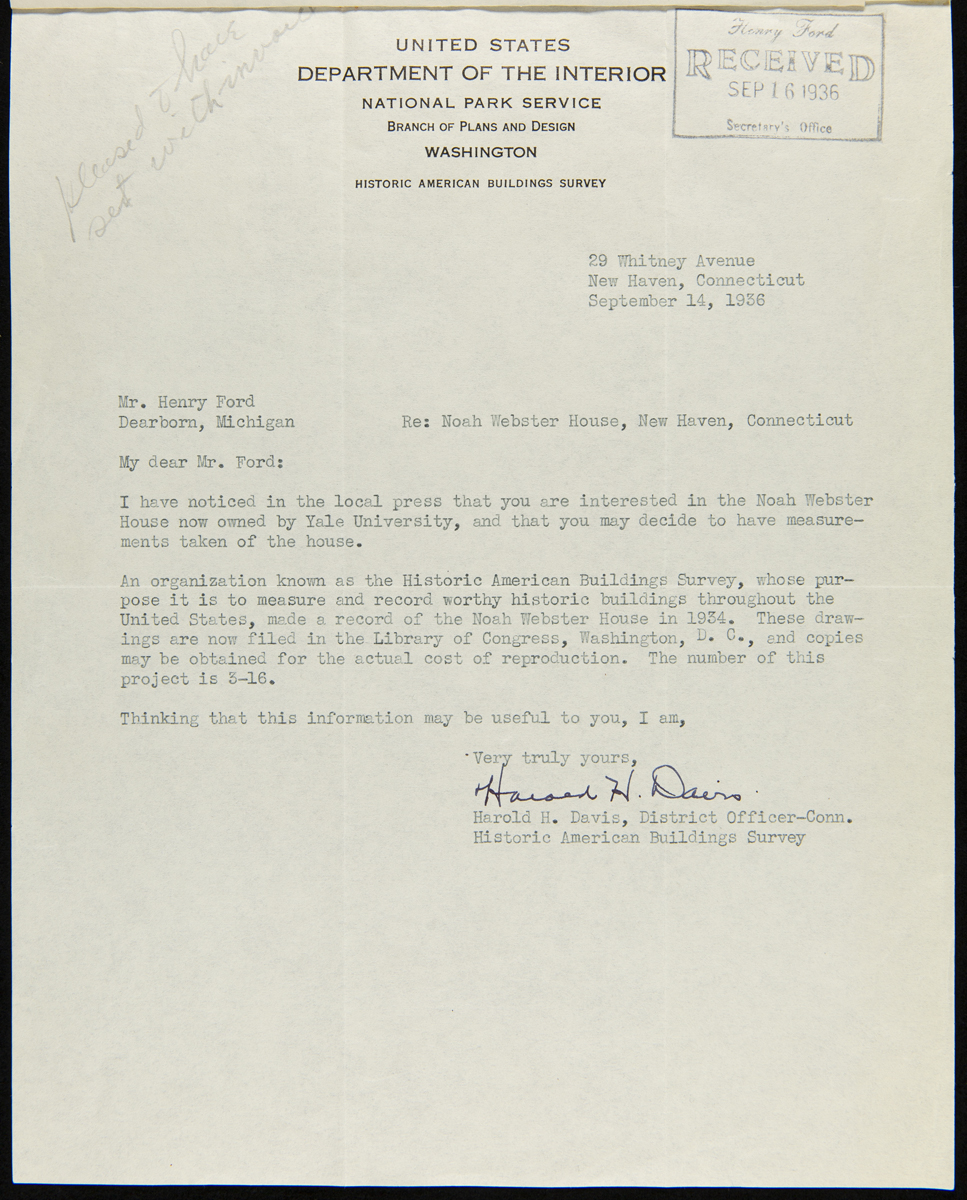 pleased to have
set with invoice
UNITED STATES
DEPARTMENT OF THE INTERIOR
NATIONAL PARK SERVICE
BRANCH OF PLANS AND DESIGN
WASHINGTON
HISTORIC AMERICAN BUILDINGS SURVEY
Henry Ford
RECEIVED
SEP 16 1936
Secretary's Office
29 Whitney Avenue
New Haven, Connecticut
September 14, 1936
Mr. Henry Ford
Dearborn, Michigan Re: Noah Webster House, New Haven, Connecticut
My dear Mr. Ford:
I have noticed in the local press that you are interested in the Noah Webster
House now owned by Yale University, and that you may decide to have measure-
ments taken of the house.
An organization known as the Historic American Buildings Survey, whose pur-
pose it is to measure and record worthy historic buildings throughout the
United States, made a record of the Noah Webster House in 1934. These draw-
ings are now filed in the Library of Congress, Washington, D. C., and copies
may be obtained for the actual cost of reproduction. The number of this
project is 3-16.
Thinking that this information may be useful to you, I am,
Very truly yours,
Harold H. Davis
Harold H. Davis, District Officer-Conn.
Historic American Buildings Survey